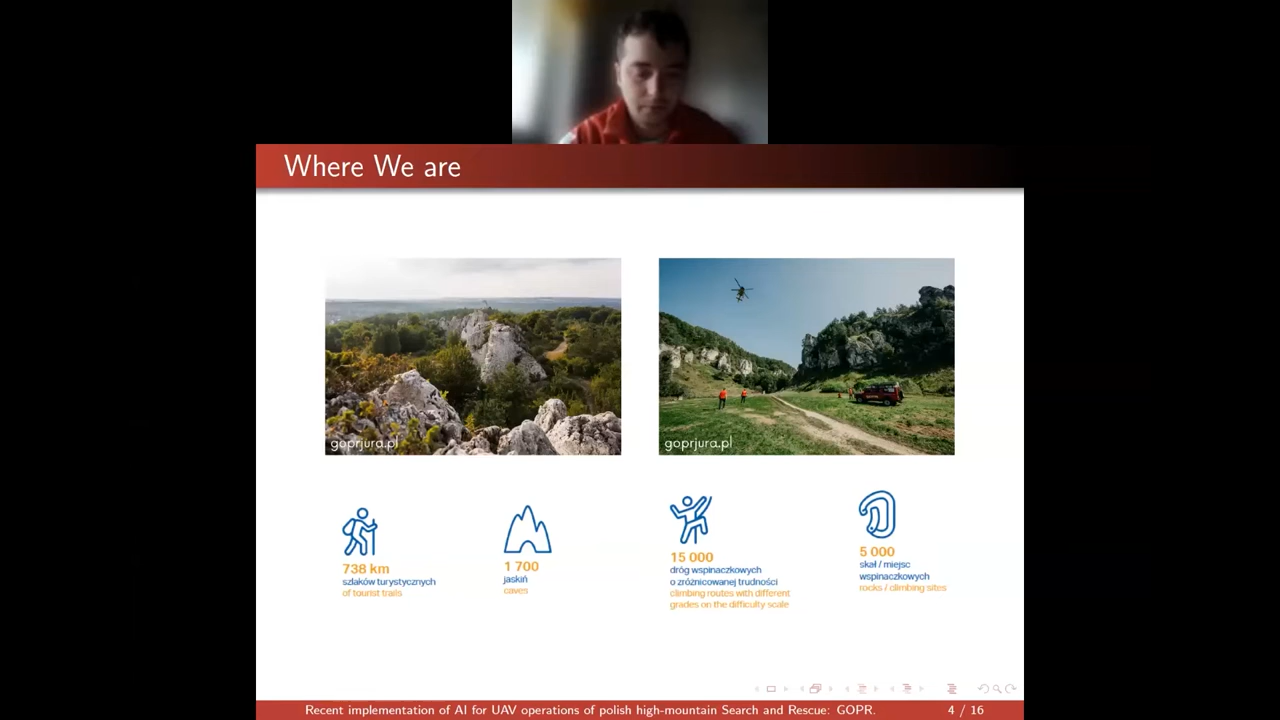 Where We are
goprjura.pl
goprjura.pl
738 km
szlaków turystycznych
of tourist trails
1 700
jaskiń
caves
15 000
dróg wspinaczkowych
o zróżnicowanej trudności
climbing routes with different
grades on the difficulty scale
5 000
skał / miejsc
wspinaczkowych
rocks / climbing sites
Recent implementation of AI for UAV operations of polish high-mountain Search and Rescue: GOPR. 4 / 16